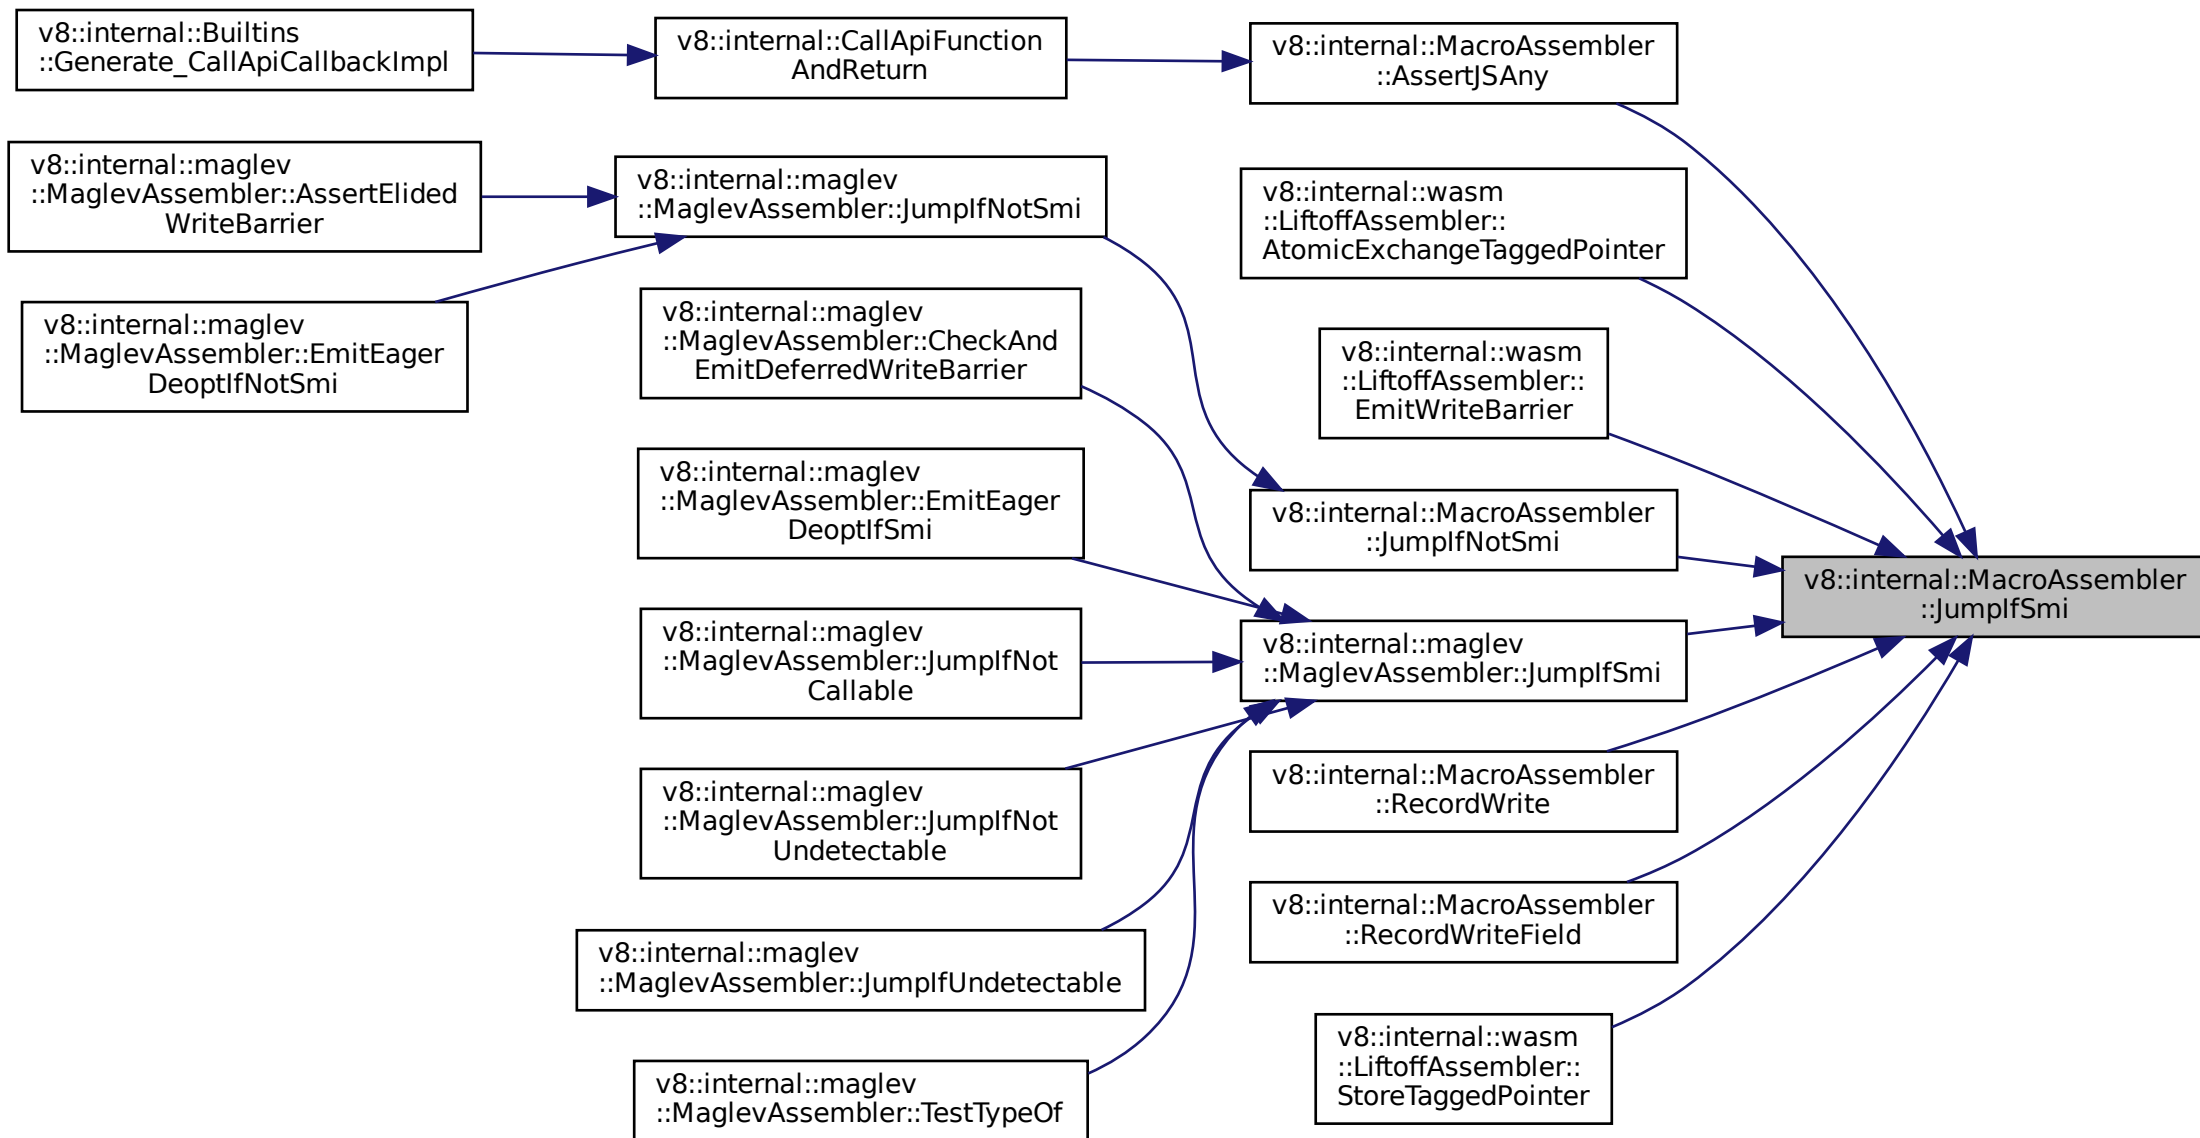 v8::internal::Builtins
::Generate_CallApiCallbackImpl
v8::internal::CallApiFunction
AndReturn
v8::internal::MacroAssembler
::AssertJSAny
v8::internal::maglev
::MaglevAssembler::AssertElided
WriteBarrier
v8::internal::maglev
::MaglevAssembler::JumpIfNotSmi
v8::internal::wasm
::LiftoffAssembler::
AtomicExchangeTaggedPointer
v8::internal::maglev
::MaglevAssembler::EmitEager
DeoptIfNotSmi
v8::internal::maglev
::MaglevAssembler::CheckAnd
EmitDeferredWriteBarrier
v8::internal::wasm
::LiftoffAssembler::
EmitWriteBarrier
v8::internal::maglev
::MaglevAssembler::EmitEager
DeoptIfSmi
v8::internal::MacroAssembler
::JumpIfNotSmi
v8::internal::MacroAssembler
::JumpIfSmi
v8::internal::maglev
::MaglevAssembler::JumpIfNot
Callable
v8::internal::maglev
::MaglevAssembler::JumpIfSmi
v8::internal::maglev
::MaglevAssembler::JumpIfNot
Undetectable
v8::internal::MacroAssembler
::RecordWrite
v8::internal::MacroAssembler
::RecordWriteField
v8::internal::maglev
::MaglevAssembler::JumpIfUndetectable
v8::internal::wasm
::LiftoffAssembler::
StoreTaggedPointer
v8::internal::maglev
::MaglevAssembler::TestTypeOf